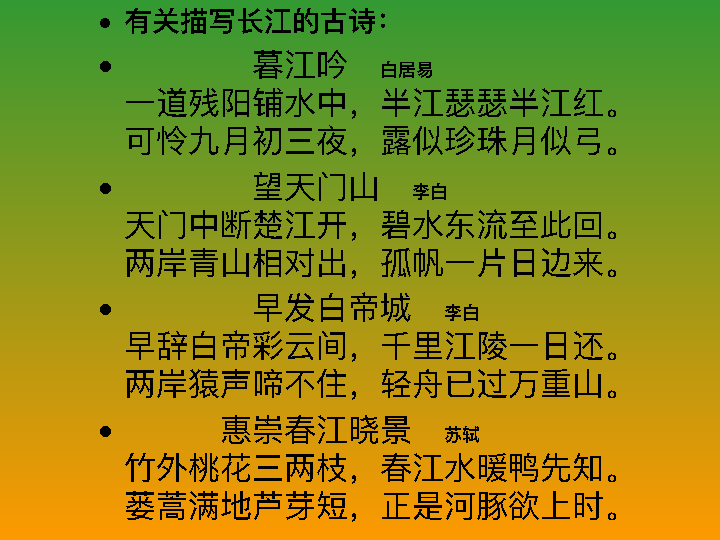 • 有关描写长江的古诗：
• 暮江吟 白居易
一道残阳铺水中，半江瑟瑟半江红。
可怜九月初三夜，露似珍珠月似弓。
• 望天门山 李白
天门中断楚江开，碧水东流至此回。
两岸青山相对出，孤帆一片日边来。
• 早发白帝城 李白
早辞白帝彩云间，千里江陵一日还。
两岸猿声啼不住，轻舟已过万重山。
• 惠崇春江晓景 苏轼
竹外桃花三两枝，春江水暖鸭先知。
蒌蒿满地芦芽短，正是河豚欲上时。